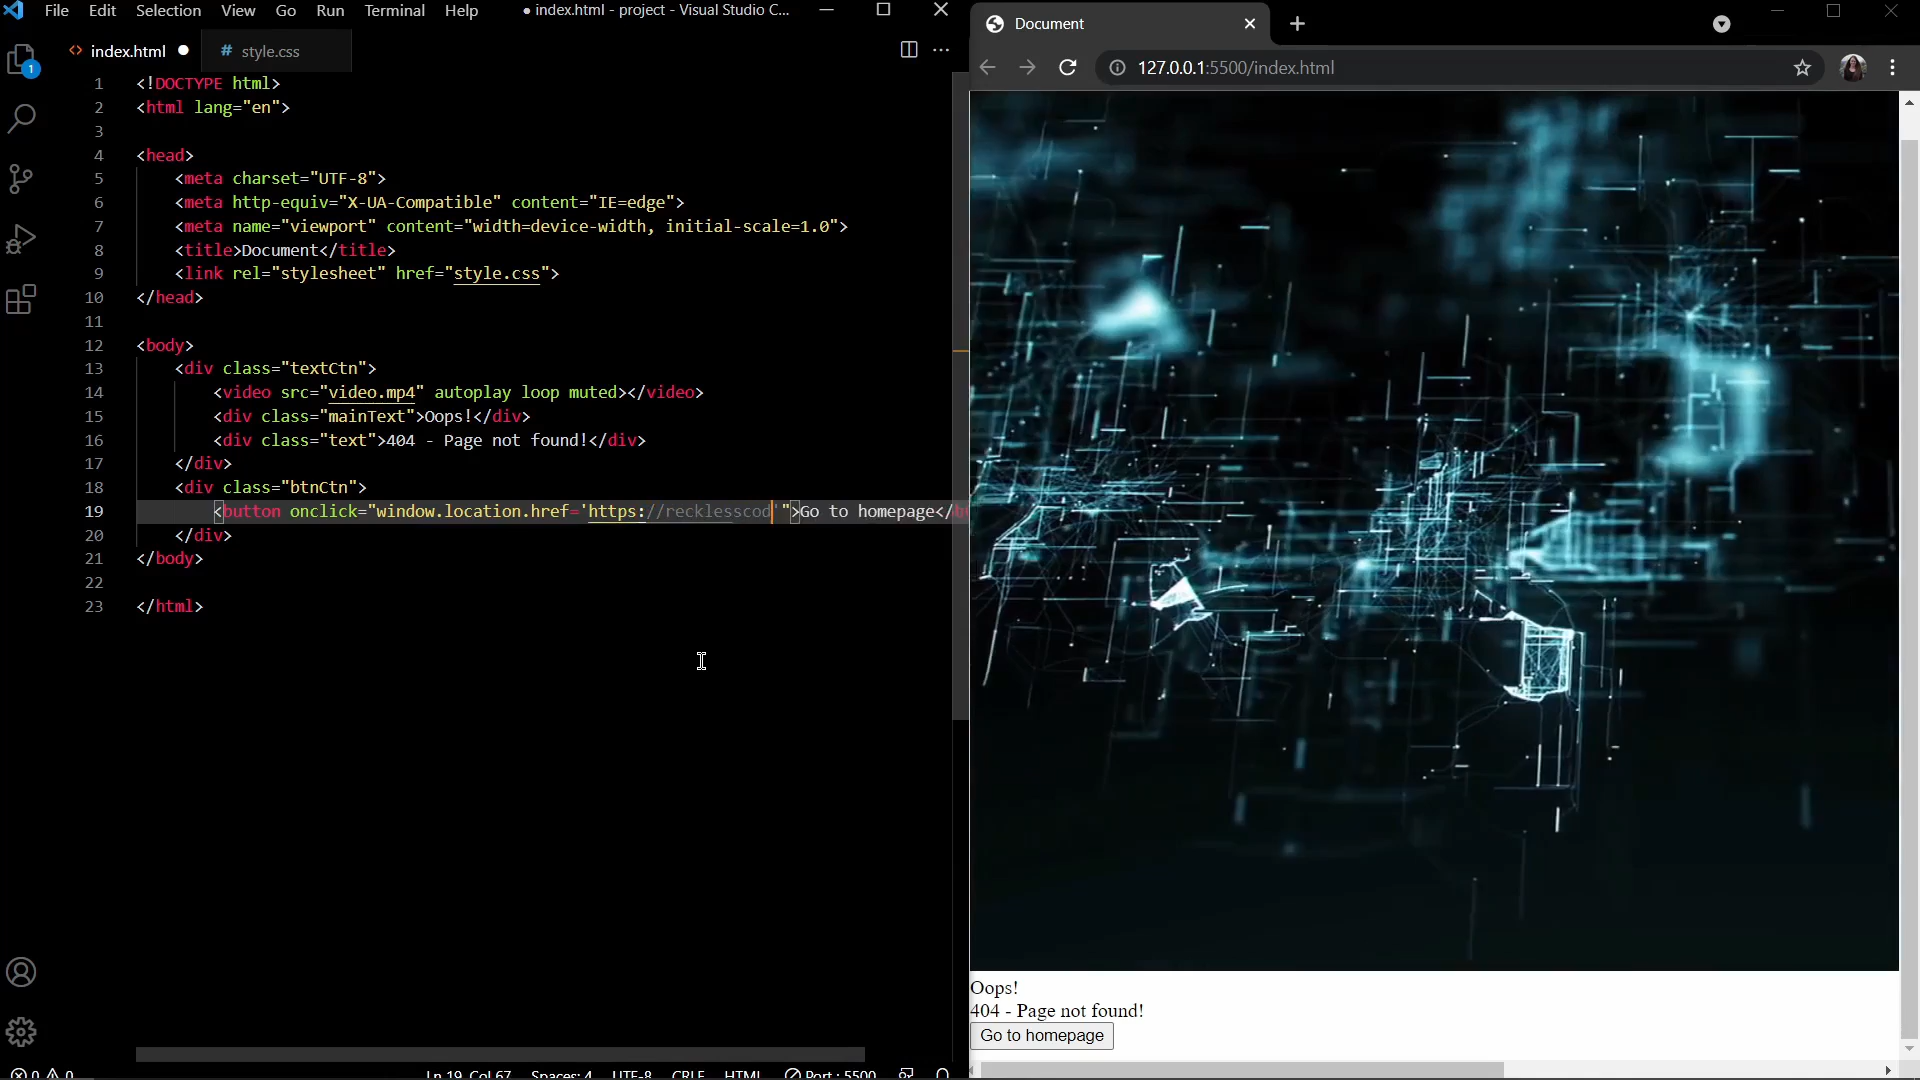 File Edit Selection View Go Run Terminal Help ● index.html - project - Visual Studio C...
<> index.html ● # style.css
1 <!DOCTYPE html>
2 <html lang="en">
3
4 <head>
5 <meta charset="UTF-8">
6 <meta http-equiv="X-UA-Compatible" content="IE=edge">
7 <meta name="viewport" content="width=device-width, initial-scale=1.0">
8 <title>Document</title>
9 <link rel="stylesheet" href="style.css">
10 </head>
11
12 <body>
13 <div class="textCtn">
14 <video src="video.mp4" autoplay loop muted></video>
15 <div class="mainText">Oops!</div>
16 <div class="text">404 - Page not found!</div>
17 </div>
18 <div class="btnCtn">
19 <button onclick="window.location.href='https://recklesscod'">Go to homepage</b
20 </div>
21 </body>
22
23 </html>
1
0 0 Ln 19, Col 67 Spaces: 4 UTF-8 CRLF HTML Port : 5500
Document
127.0.0.1:5500/index.html
Oops!
404 - Page not found!
Go to homepage